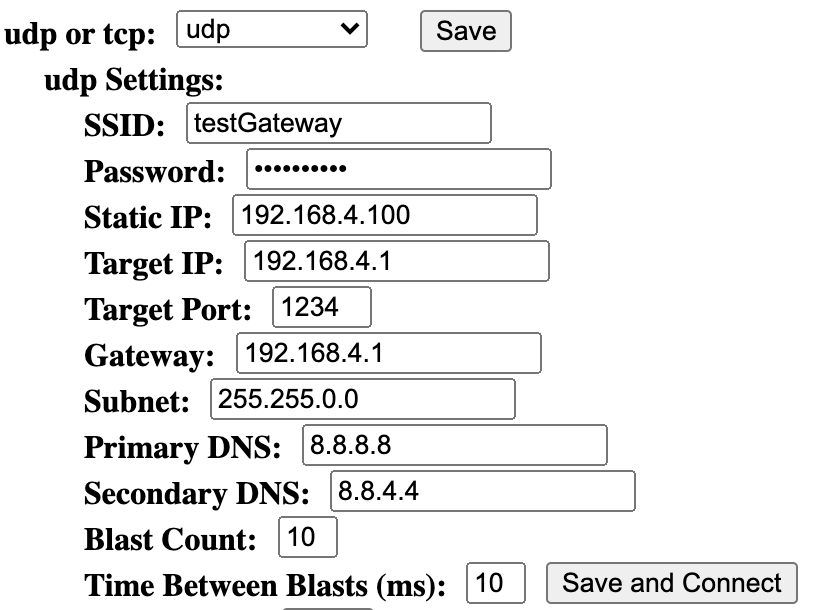 udp or tcp: udp Save
udp Settings:
SSID: testGateway
Password: ••••••••••
Static IP: 192.168.4.100
Target IP: 192.168.4.1
Target Port: 1234
Gateway: 192.168.4.1
Subnet: 255.255.0.0
Primary DNS: 8.8.8.8
Secondary DNS: 8.8.4.4
Blast Count: 10
Time Between Blasts (ms): 10 Save and Connect